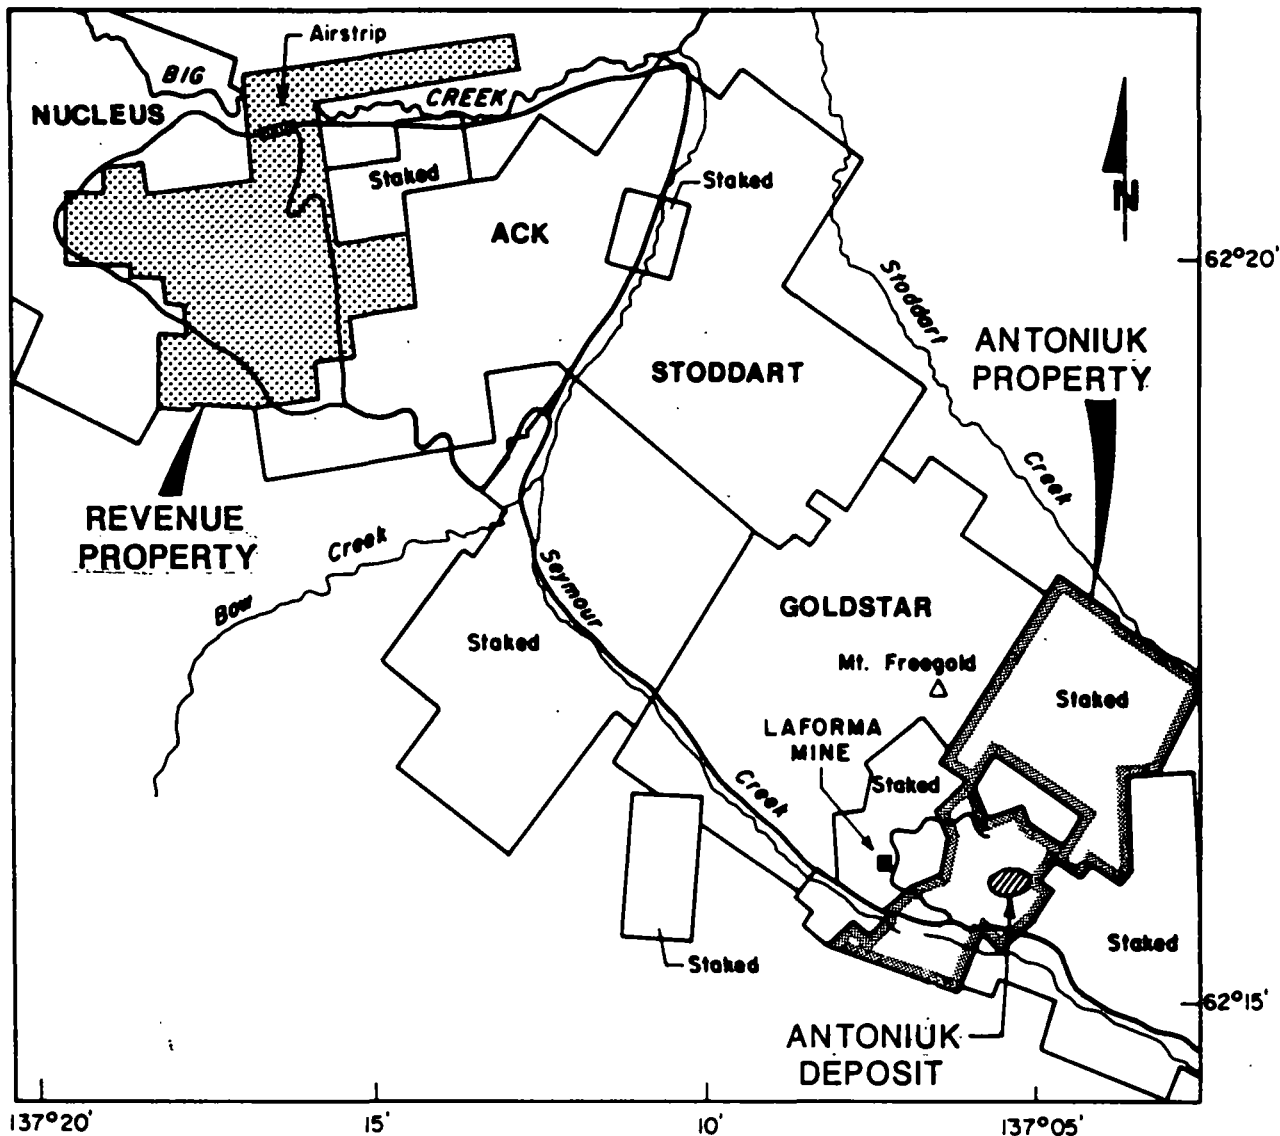 Airstrip
BIG
CREEK
NUCLEUS
Staked
Staked
ACK
N
62°20'
Stoddart
Creek
STODDART
ANTONIUK
PROPERTY
REVENUE
PROPERTY
Bow
Creek
Seymour
Creek
Staked
GOLDSTAR
Mt. Freegold
Staked
LAFORMA
MINE
Staked
Staked
Staked
62°15'
ANTONIUK
DEPOSIT
137°20'
15'
10'
137°05'